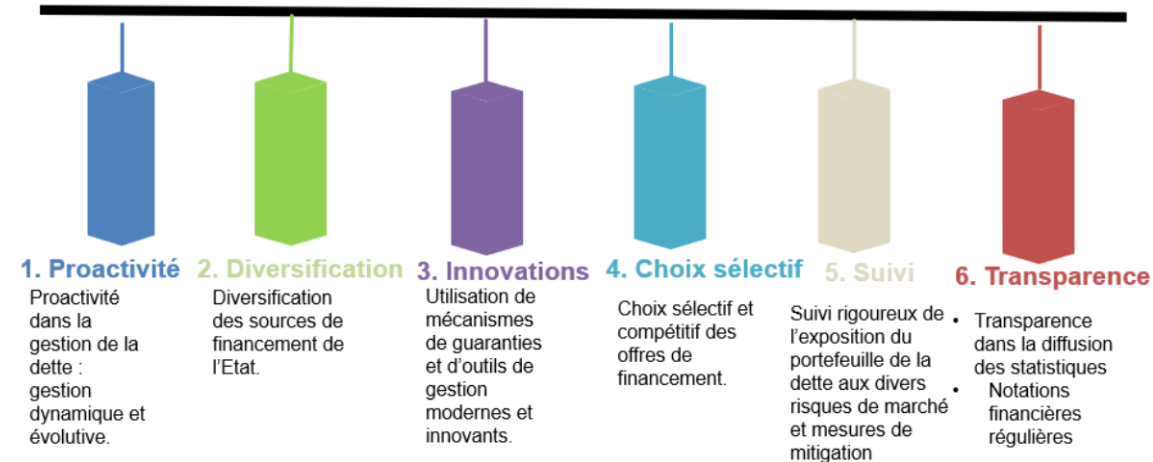 1. Proactivité
Proactivité
dans la
gestion de la
dette :
gestion
dynamique et
évolutive.
2. Diversification
Diversification
des sources de
financement de
l’Etat.
3. Innovations
Utilisation de
mécanismes
de guaranties
et d’outils de
gestion
modernes et
innovants.
4. Choix sélectif
Choix sélectif et
compétitif des
offres de
financement.
5. Suivi
Suivi rigoureux de
l’exposition du
portefeuille de la
dette aux divers
risques de marché
et mesures de
mitigation
6. Transparence
• Transparence
dans la diffusion
des statistiques
• Notations
financières
régulières